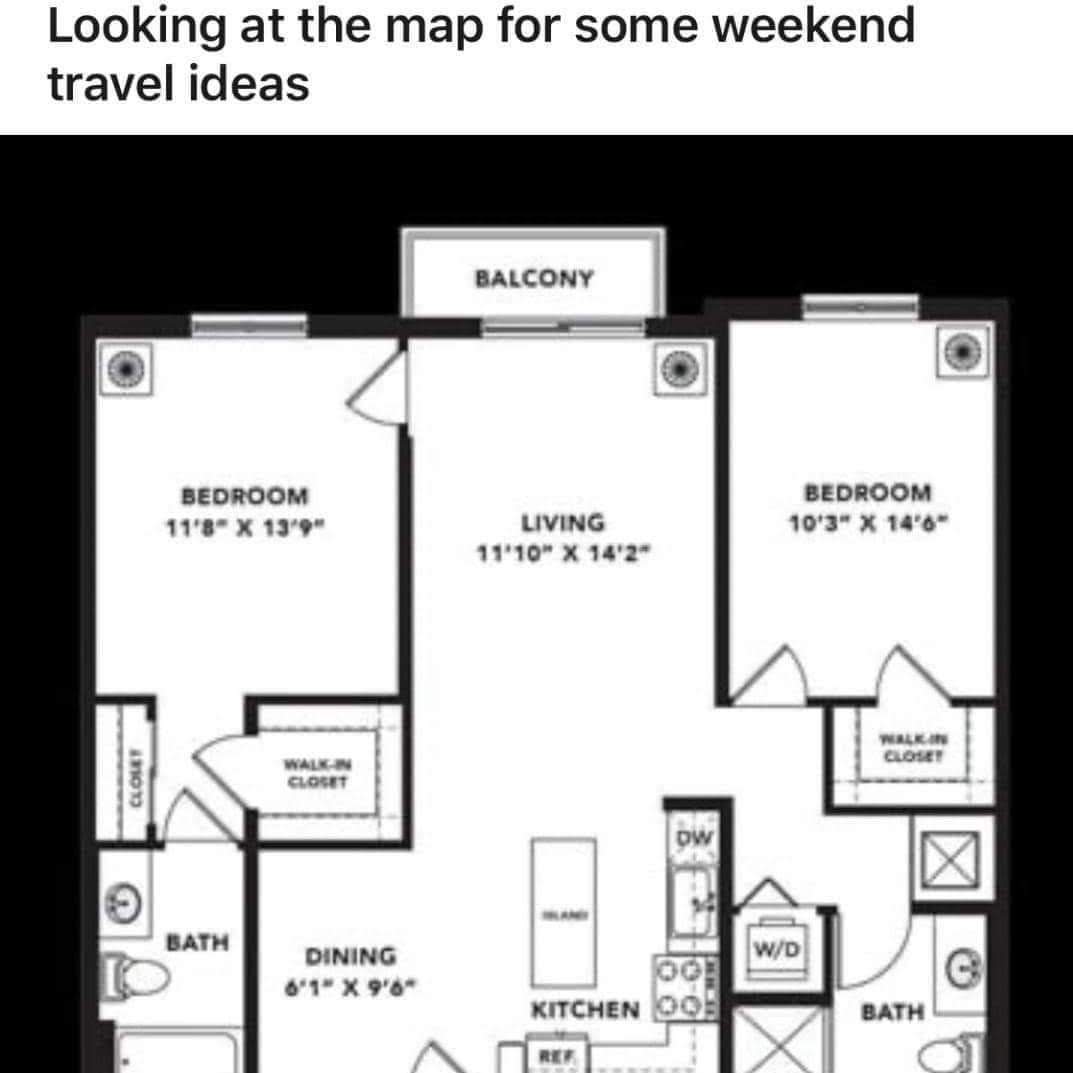 Looking at the map for some weekend
travel ideas
BALCONY
BEDROOM
11'8" X 13'9"
LIVING
11'10" X 14'2"
BEDROOM
10'3" X 14'6"
CLOSET
WALK-IN
CLOSET
WALK-IN
CLOSET
DW
ISLAND
BATH
DINING
6'1" X 9'6"
W/D
KITCHEN
BATH
REF.